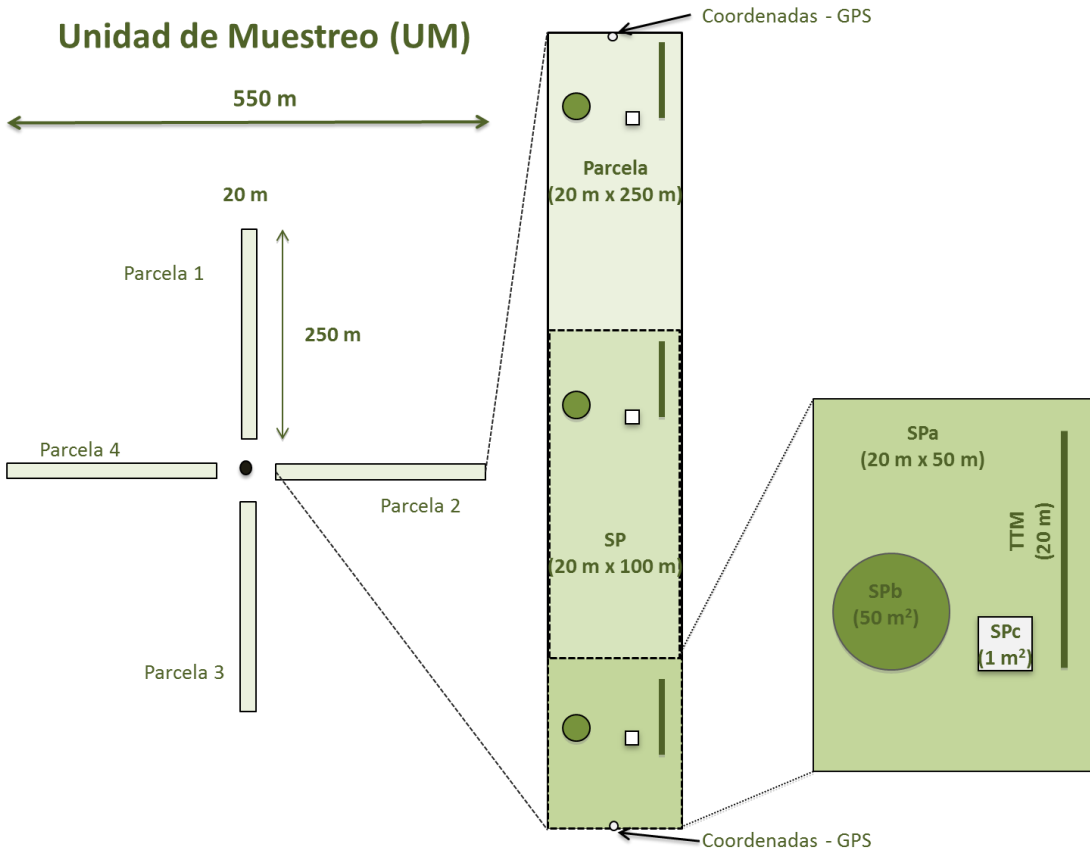 Unidad de Muestreo (UM)
550 m
20 m
Parcela 1
250 m
Parcela 4
Parcela 2
Parcela 3
Coordenadas - GPS
Parcela
(20 m x 250 m)
SP
(20 m x 100 m)
Coordenadas - GPS
SPa
(20 m x 50 m)
TTM
(20 m)
SPb
(50 m²)
SPc
(1 m²)